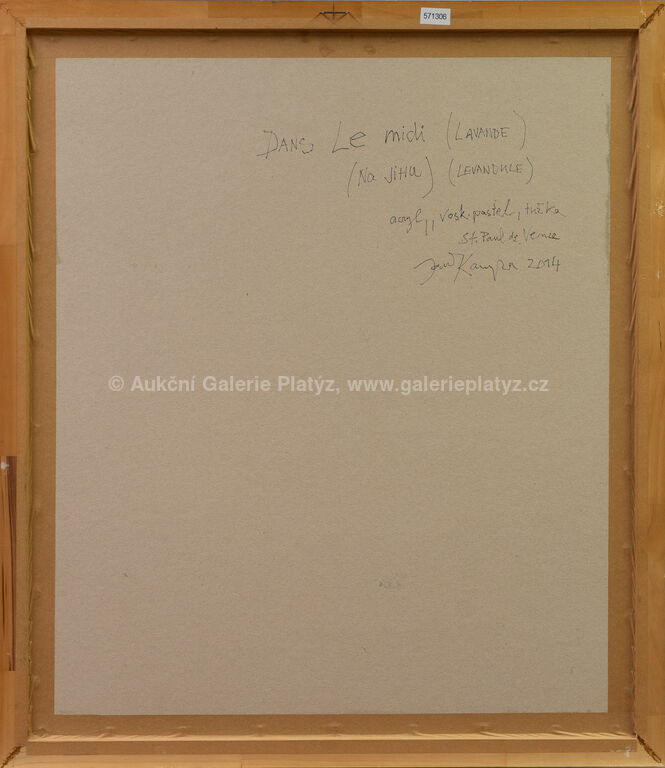 571306
DANS Le midi (LAVANDE)
(NA JIHU) (LEVANDULE)
acryl, vosk. pastel, tužka
St. Paul de Vence
Kampa 2014
© Aukční Galerie Platýz, www.galerieplatyz.cz